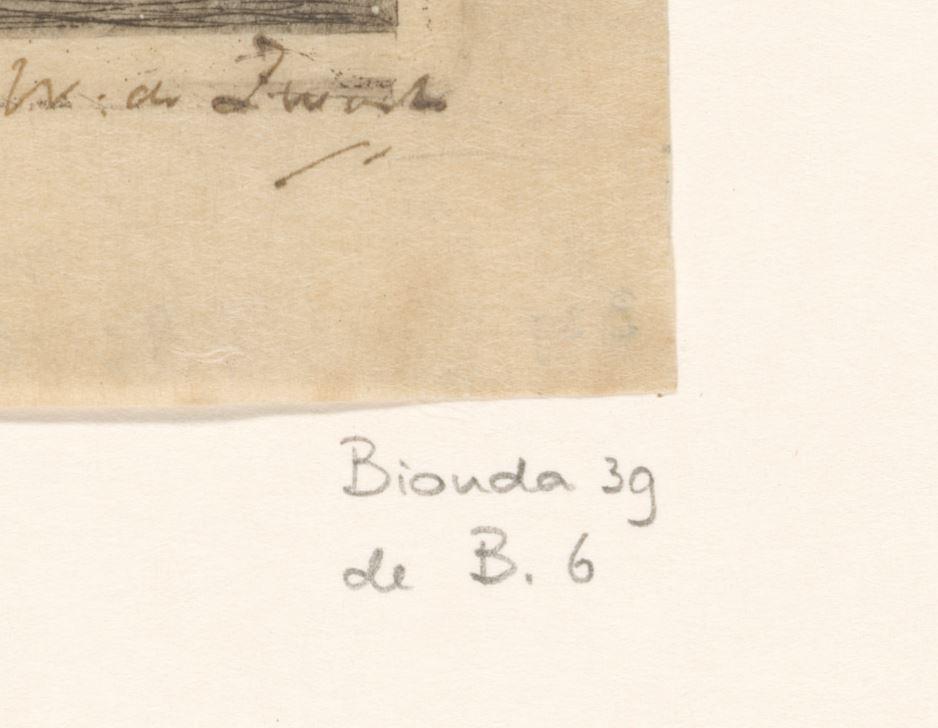 W. de Zwart
Bionda 39
de B. 6